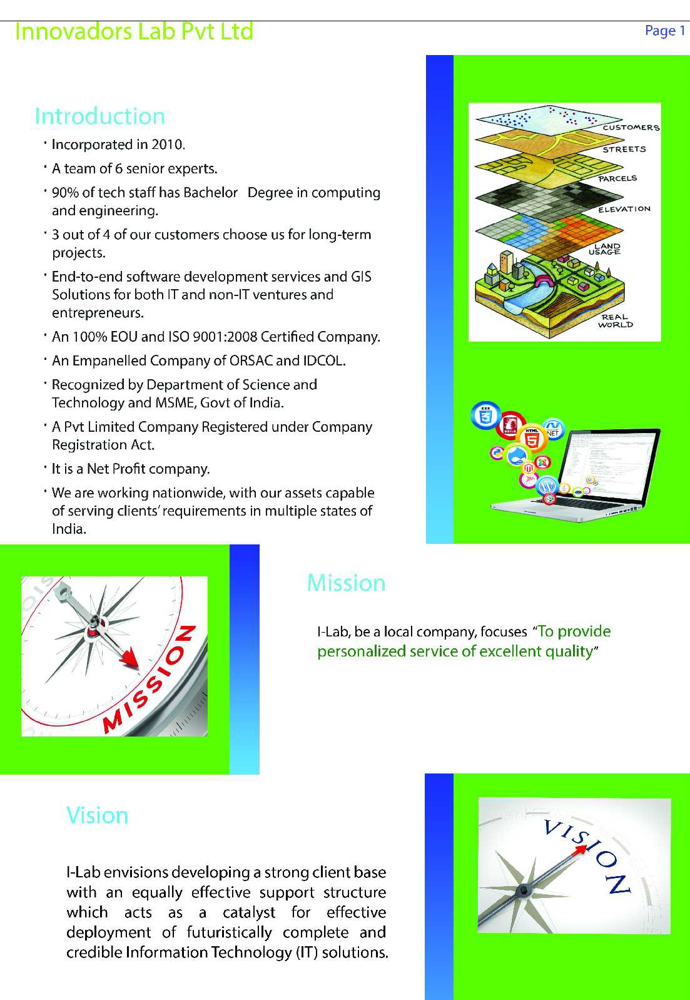 Innovadors Lab Pvt Ltd
Page 1
Introduction
· Incorporated in 2010.
· A team of 6 senior experts.
· 90% of tech staff has Bachelor Degree in computing
and engineering.
· 3 out of 4 of our customers choose us for long-term
projects.
· End-to-end software development services and GIS
Solutions for both IT and non-IT ventures and
entrepreneurs.
· An 100% EOU and ISO 9001:2008 Certified Company.
· An Empanelled Company of ORSAC and IDCOL.
· Recognized by Department of Science and
Technology and MSME, Govt of India.
· A Pvt Limited Company Registered under Company
Registration Act.
· It is a Net Profit company.
· We are working nationwide, with our assets capable
of serving clients’ requirements in multiple states of
India.
CUSTOMERS
STREETS
PARCELS
ELEVATION
LAND
USAGE
REAL
WORLD
CSS
3
RAILS
HTML
5
NET
MISSION
Mission
I-Lab, be a local company, focuses “To provide
personalized service of excellent quality”
Vision
I-Lab envisions developing a strong client base
with an equally effective support structure
which acts as a catalyst for effective
deployment of futuristically complete and
credible Information Technology (IT) solutions.
VISION